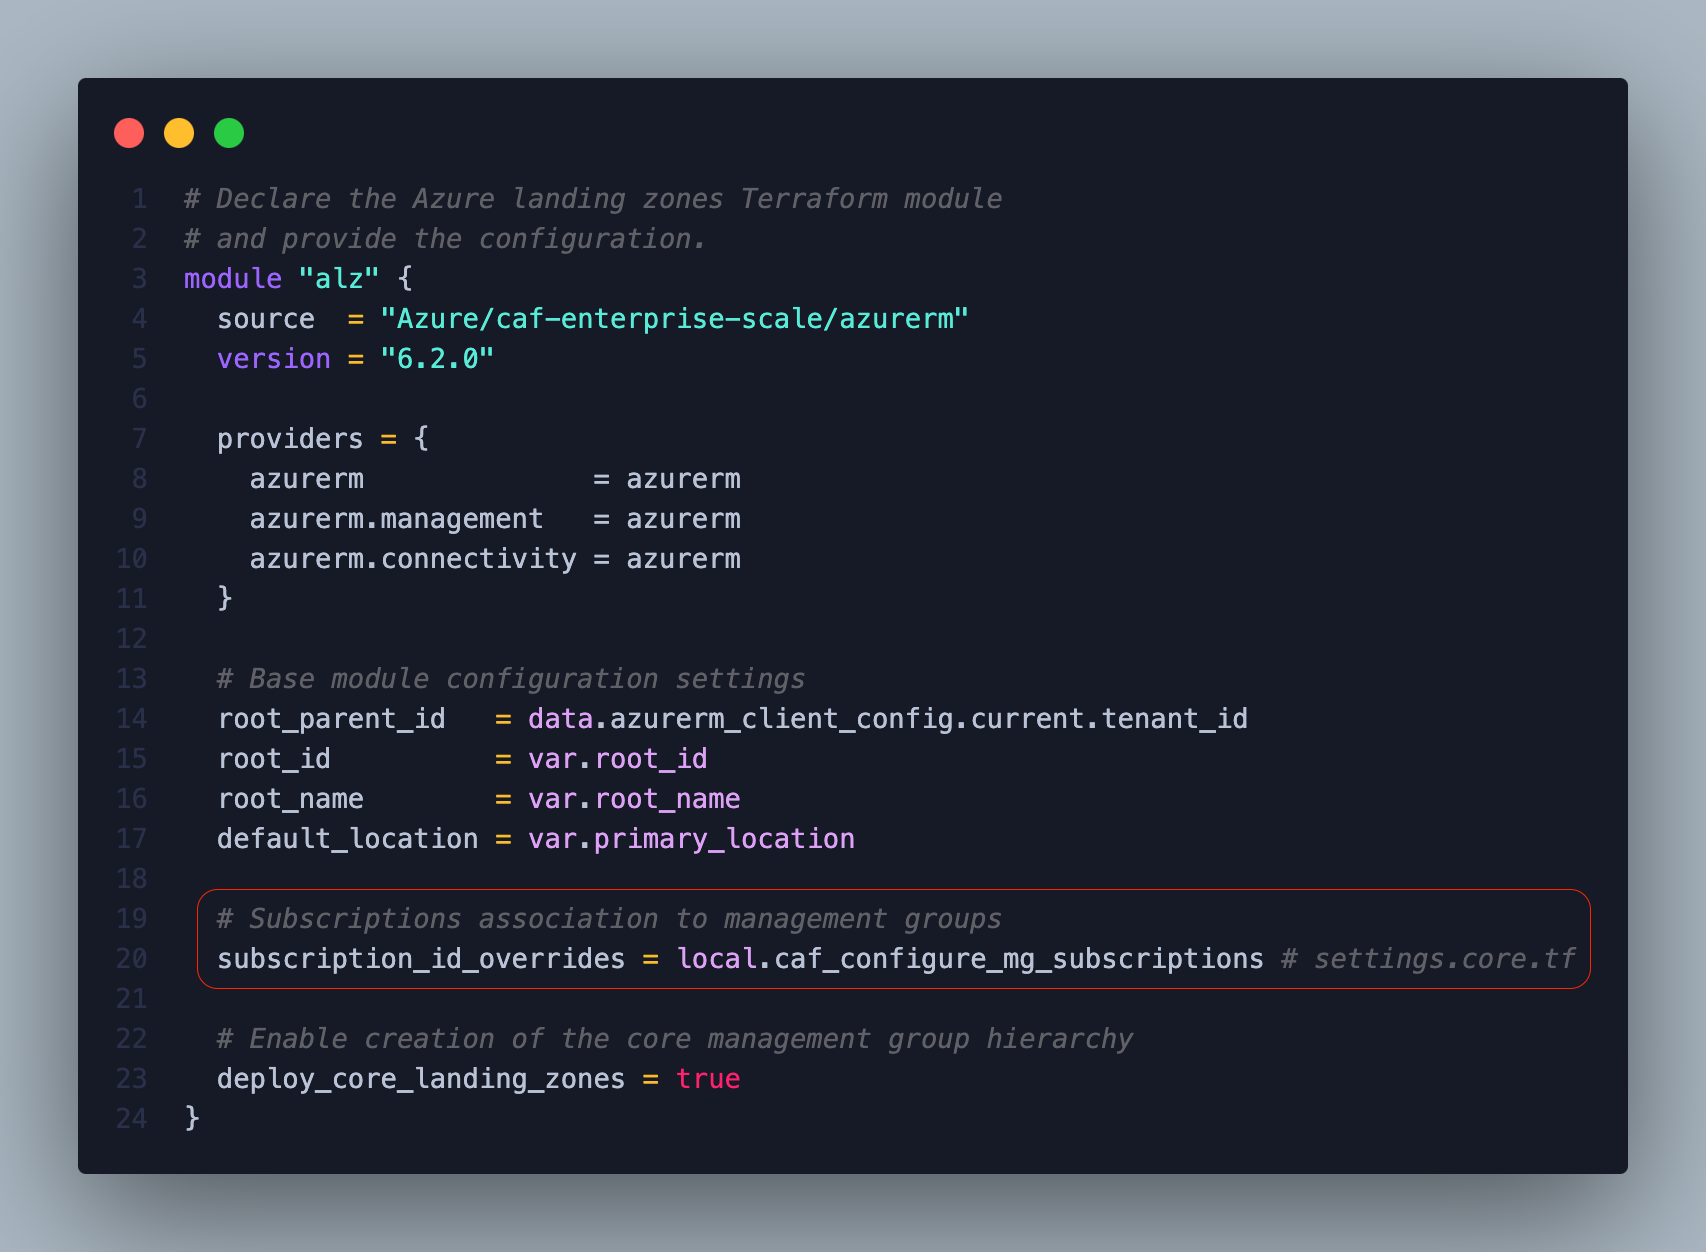 1 # Declare the Azure landing zones Terraform module
2 # and provide the configuration.
3 module "alz" {
4   source  = "Azure/caf-enterprise-scale/azurerm"
5   version = "6.2.0"
6
7   providers = {
8     azurerm              = azurerm
9     azurerm.management   = azurerm
10     azurerm.connectivity = azurerm
11   }
12
13   # Base module configuration settings
14   root_parent_id   = data.azurerm_client_config.current.tenant_id
15   root_id          = var.root_id
16   root_name        = var.root_name
17   default_location = var.primary_location
18
19   # Subscriptions association to management groups
20   subscription_id_overrides = local.caf_configure_mg_subscriptions # settings.core.tf
21
22   # Enable creation of the core management group hierarchy
23   deploy_core_landing_zones = true
24 }